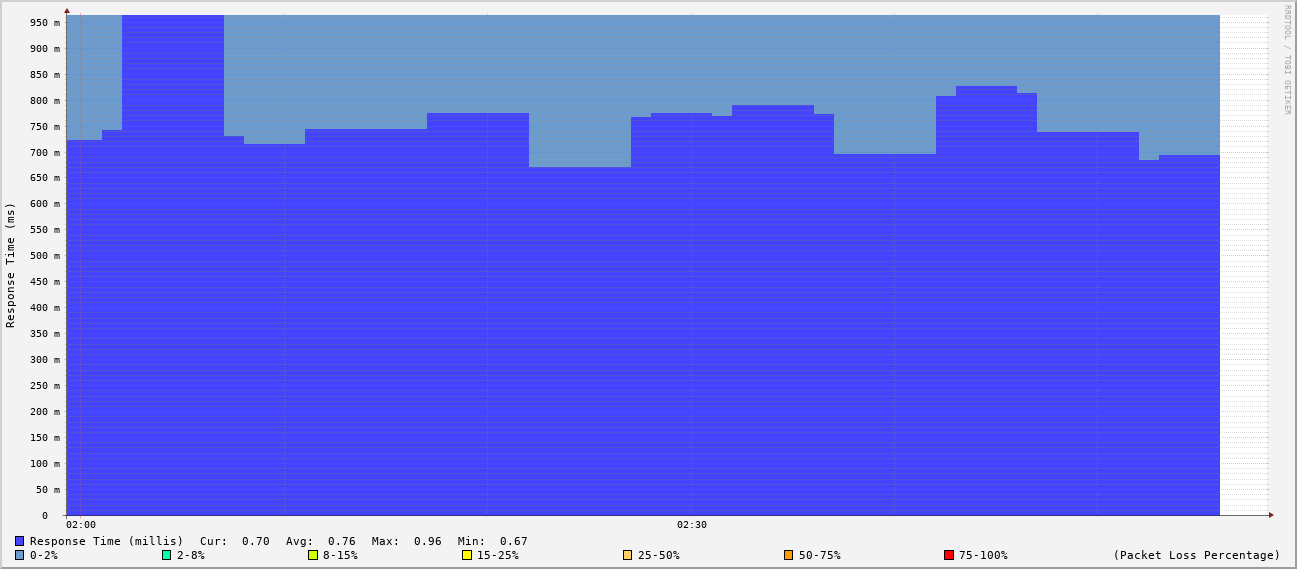 RRDTOOL / TOBI OETIKER
Response Time (ms)
950 m
900 m
850 m
800 m
750 m
700 m
650 m
600 m
550 m
500 m
450 m
400 m
350 m
300 m
250 m
200 m
150 m
100 m
50 m
0
02:00 02:30
Response Time (millis) Cur: 0.70 Avg: 0.76 Max: 0.96 Min: 0.67
0-2% 2-8% 8-15% 15-25% 25-50% 50-75% 75-100% (Packet Loss Percentage)